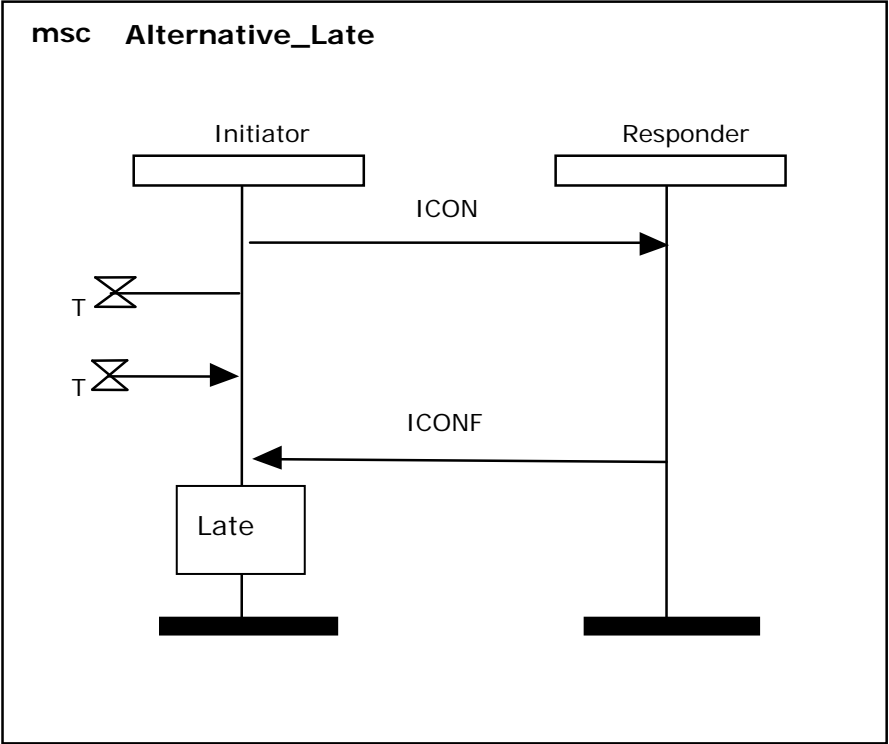 msc Alternative_Late
Initiator
Responder
ICON
T
T
ICONF
Late